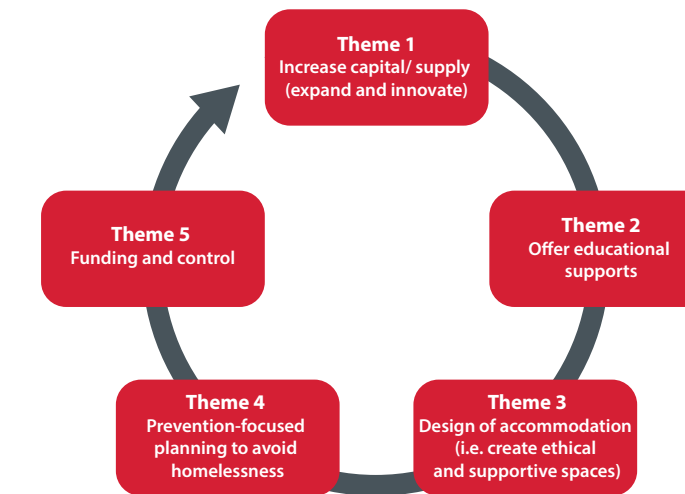 Theme 1
Increase capital/ supply
(expand and innovate)
Theme 2
Offer educational
supports
Theme 3
Design of accommodation
(i.e. create ethical
and supportive spaces)
Theme 4
Prevention-focused
planning to avoid
homelessness
Theme 5
Funding and control